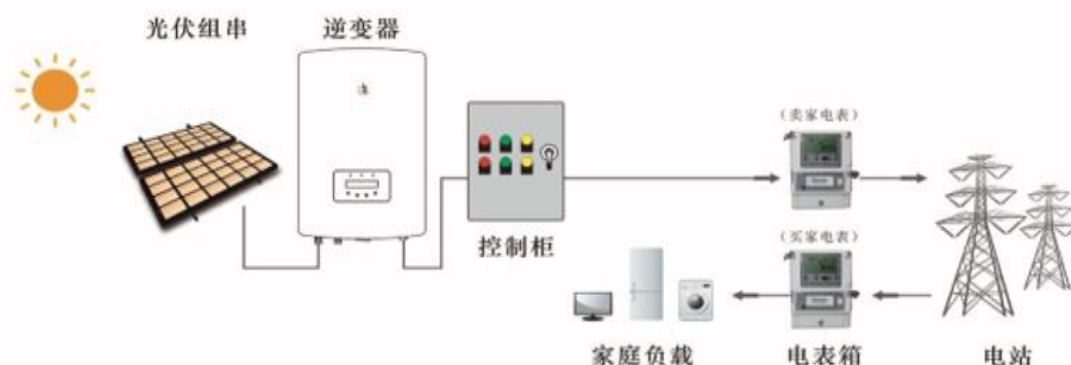 光伏组串
逆变器
（卖家电表）
控制柜
（买家电表）
家庭负载
电表箱
电站